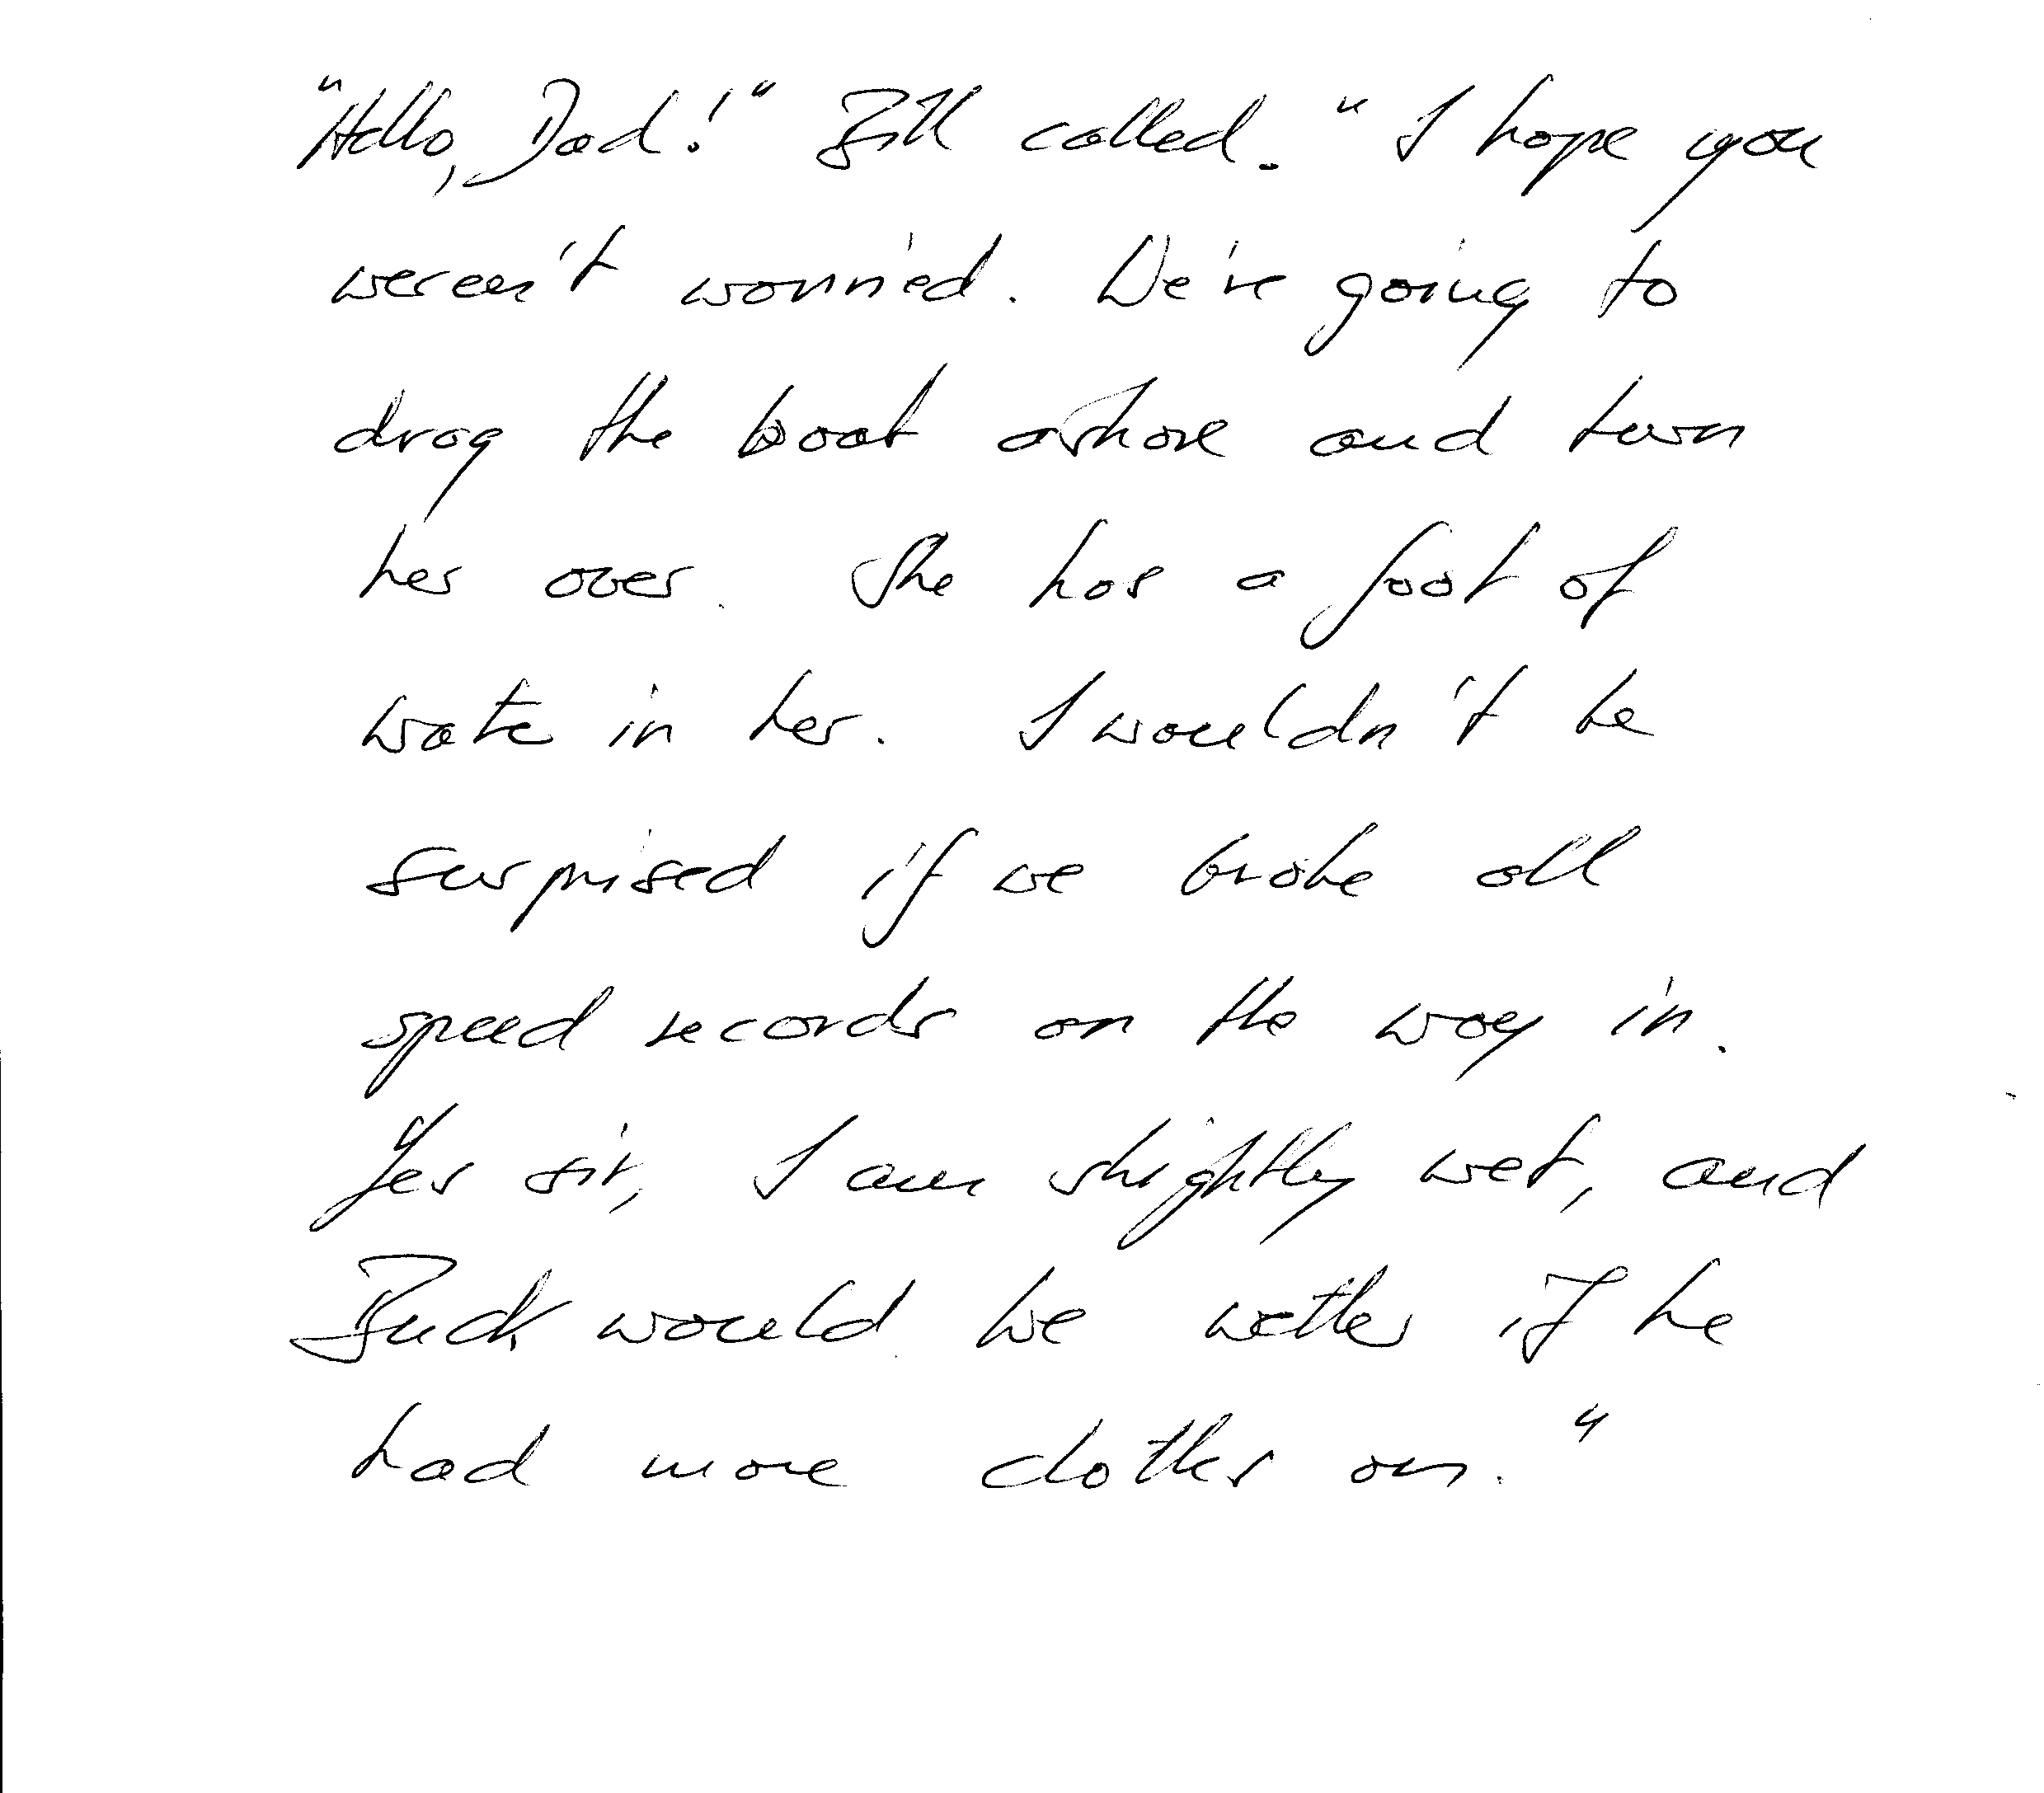 "Hello, Dad!" Bill called. "I hope you
weren't worried. We're going to
drag the boat ashore and turn
her over. She has a foot of
water in her. I wouldn't be
surprised if we broke all
speed records on the way in.
Yes sir, I am slightly wet, and
Buck would be wetter if he
had more clothes on."